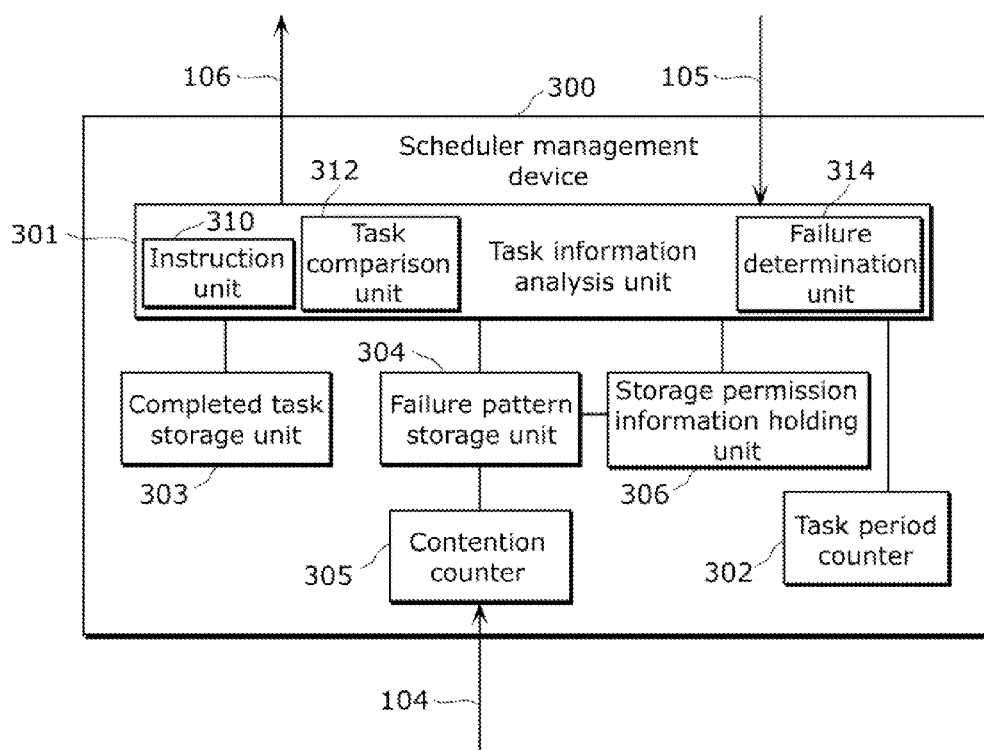 106
105
300
Scheduler management
device
312
314
301
310
Instruction
unit
Task
comparison
unit
Task information
analysis unit
Failure
determination
unit
304
Completed task
storage unit
303
Failure pattern
storage unit
Storage permission
information holding
unit
306
305
Contention
counter
302
Task period
counter
104